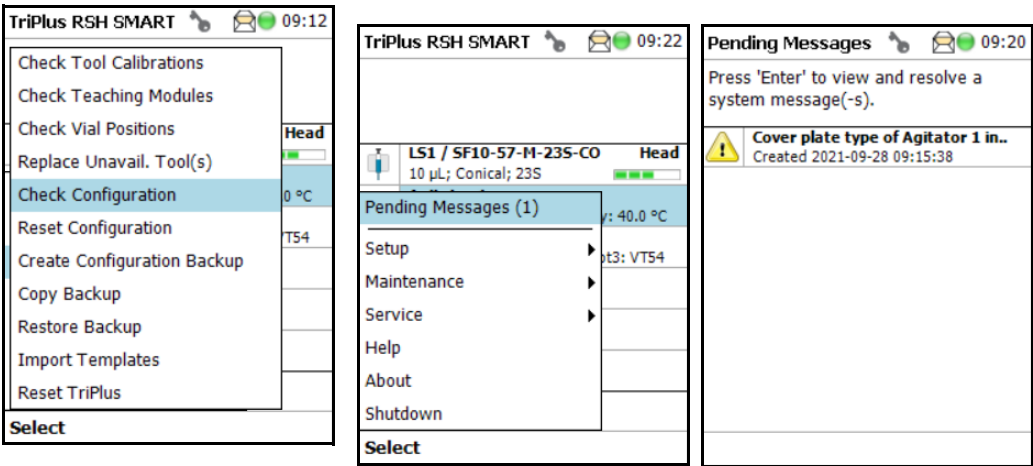 TriPlus RSH SMART 09:12
Check Tool Calibrations
Check Teaching Modules
Check Vial Positions
Head
Replace Unavail. Tool(s)
Check Configuration
0 °C
Reset Configuration
VT54
Create Configuration Backup
Copy Backup
Restore Backup
Import Templates
Reset TriPlus
Select
TriPlus RSH SMART 09:22
LS1 / SF10-57-M-23S-CO Head
10 µL; Conical; 23S
Pending Messages (1)
y: 40.0 °C
Setup
ot3: VT54
Maintenance
Service
Help
About
Shutdown
Select
Pending Messages 09:20
Press 'Enter' to view and resolve a
system message(-s).
Cover plate type of Agitator 1 in..
Created 2021-09-28 09:15:38